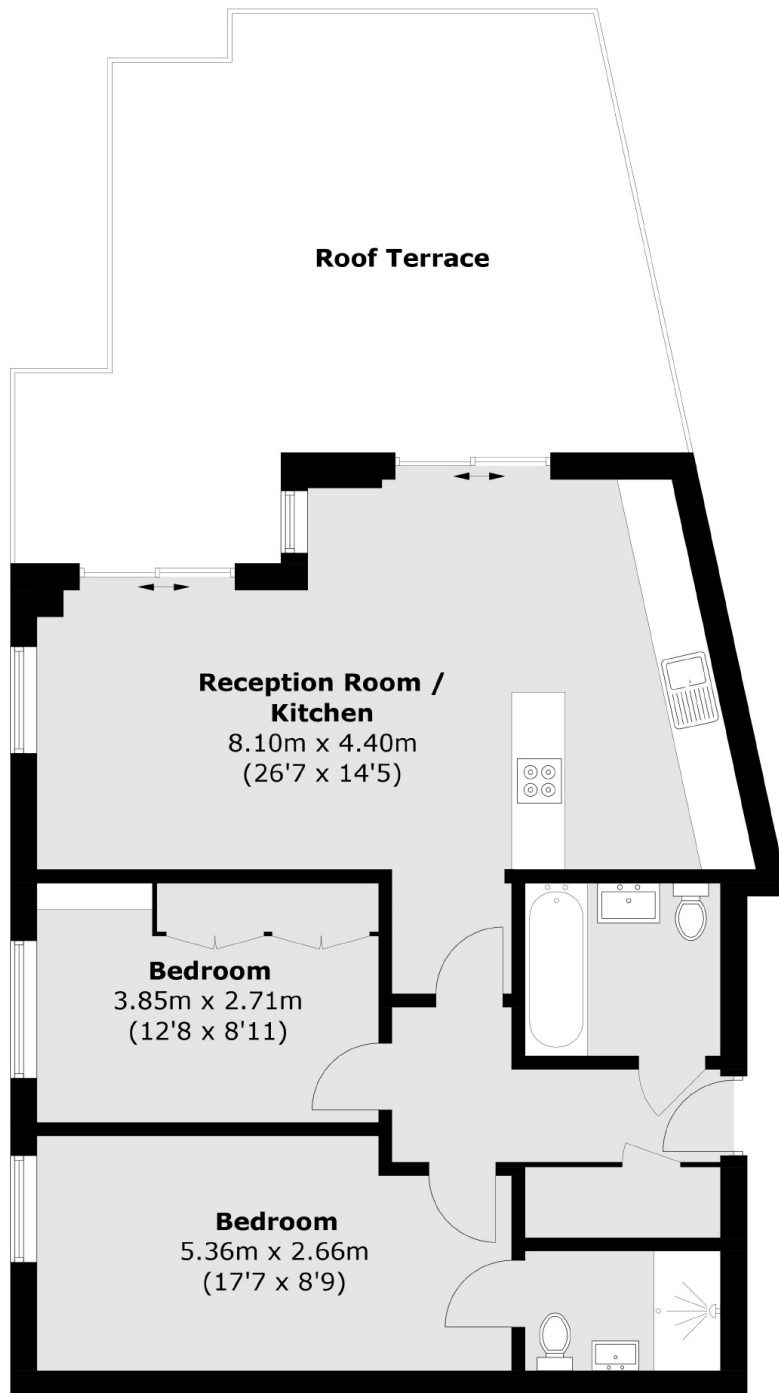 Roof Terrace
Reception Room /
Kitchen
8.10m x 4.40m
(26'7 x 14'5)
Bedroom
3.85m x 2.71m
(12'8 x 8'11)
Bedroom
5.36m x 2.66m
(17'7 x 8'9)